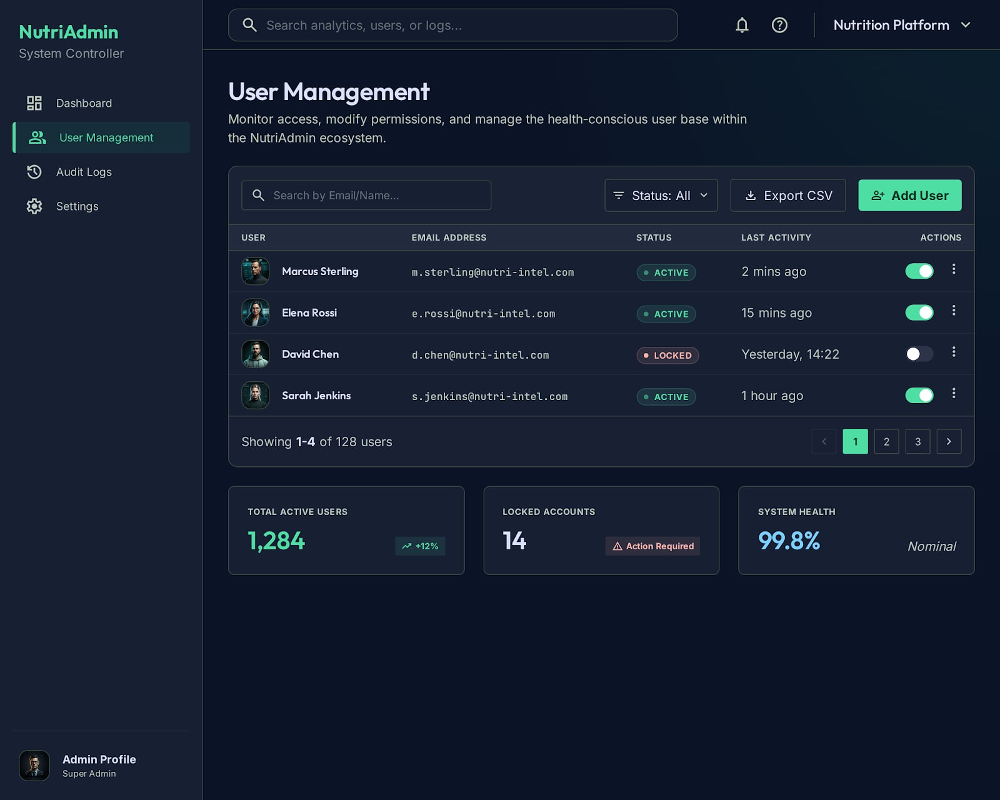 NutriAdmin
System Controller
Dashboard
User Management
Audit Logs
Settings
Admin Profile
Super Admin
Search analytics, users, or logs...
Nutrition Platform
User Management
Monitor access, modify permissions, and manage the health-conscious user base within
the NutriAdmin ecosystem.
Search by Email/Name...
Status: All
Export CSV
Add User
USER EMAIL ADDRESS STATUS LAST ACTIVITY ACTIONS
Marcus Sterling m.sterling@nutri-intel.com ACTIVE 2 mins ago
Elena Rossi e.rossi@nutri-intel.com ACTIVE 15 mins ago
David Chen d.chen@nutri-intel.com LOCKED Yesterday, 14:22
Sarah Jenkins s.jenkins@nutri-intel.com ACTIVE 1 hour ago
Showing 1-4 of 128 users
1 2 3
TOTAL ACTIVE USERS
1,284
+12%
LOCKED ACCOUNTS
14
Action Required
SYSTEM HEALTH
99.8%
Nominal